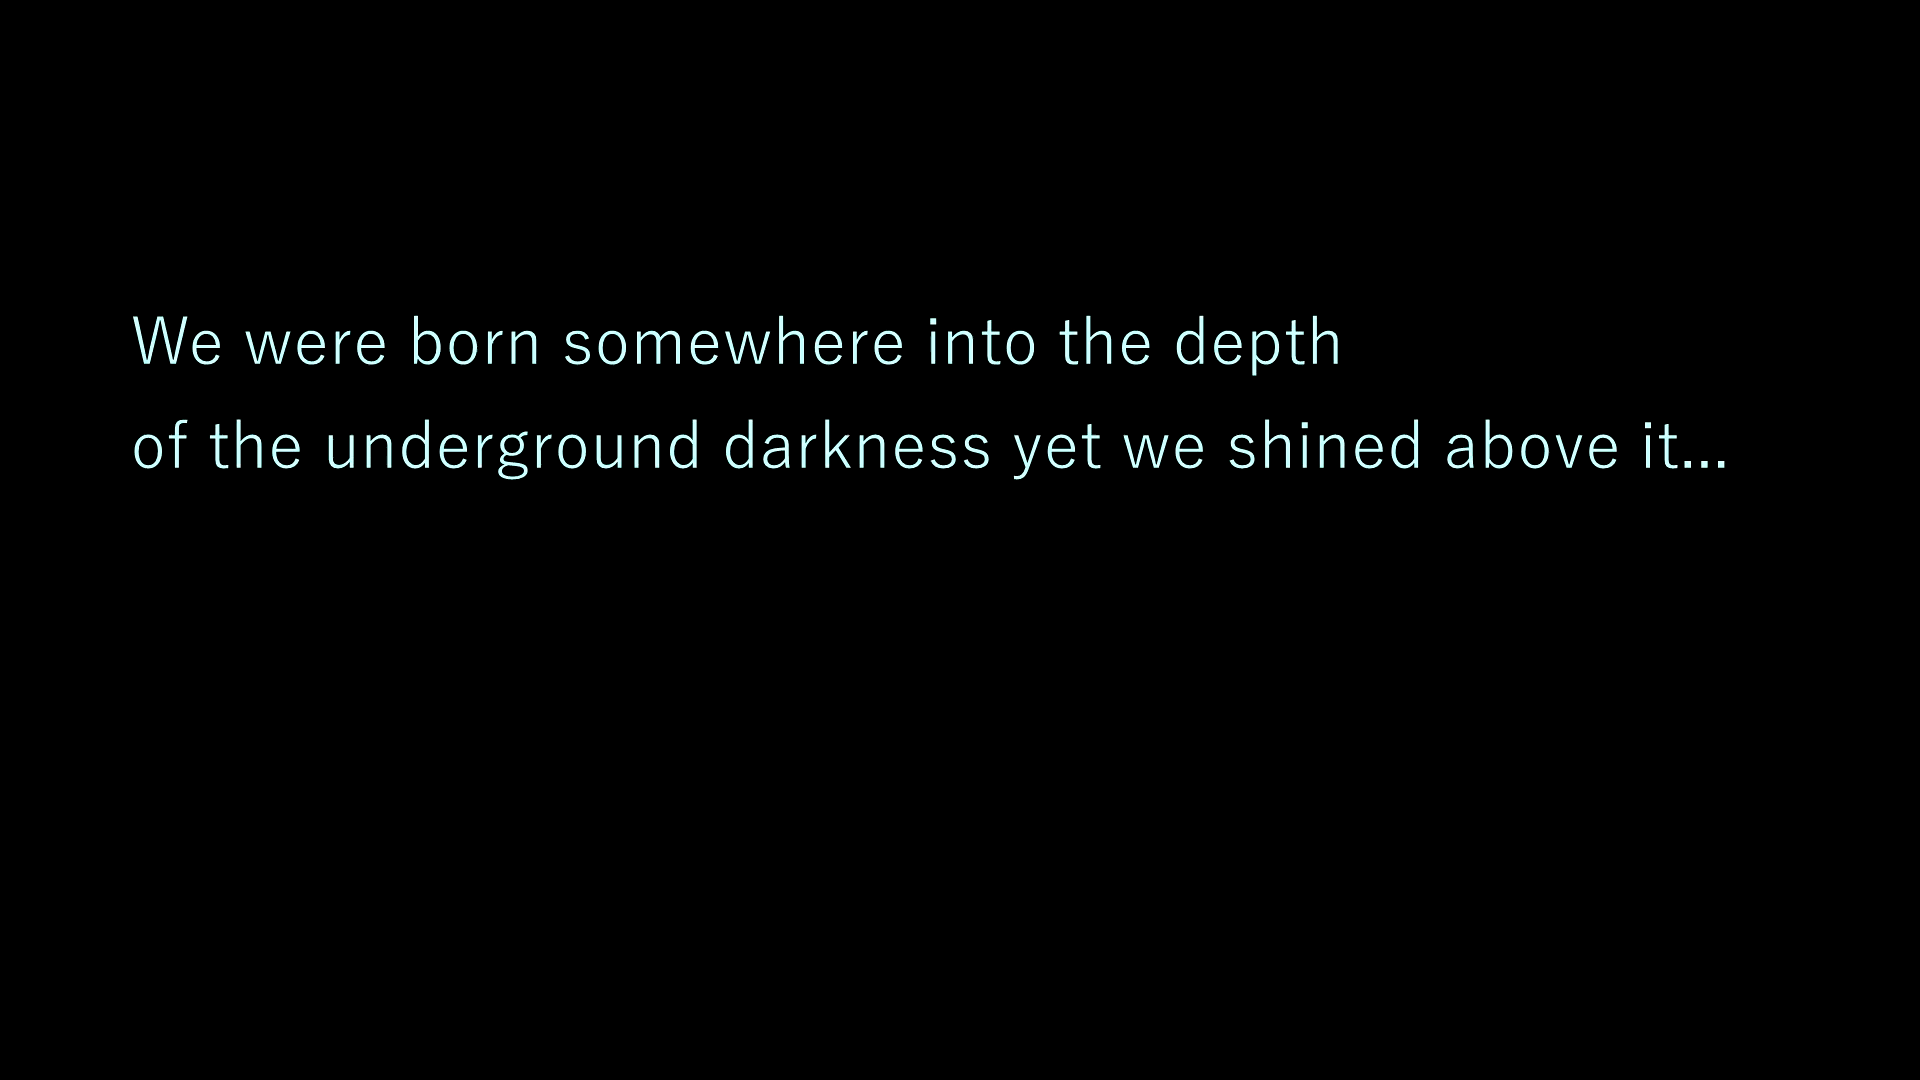 We were born somewhere into the depth
of the underground darkness yet we shined above it...